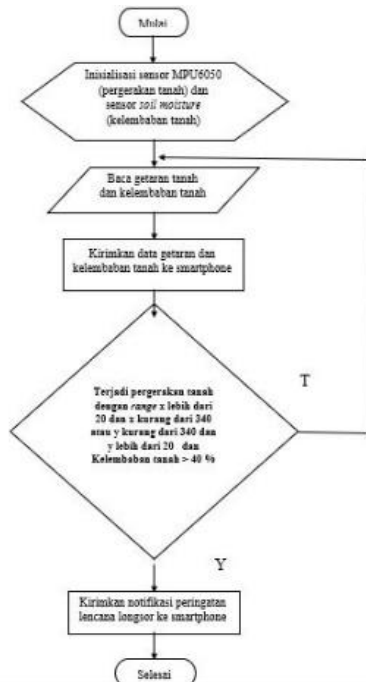 Mulai
Inisialisasi sensor MPU6050
(pergerakan tanah) dan
sensor soil moisture
(kelembaban tanah)
Baca getaran tanah
dan kelembaban tanah
Kirimkan data getaran dan
kelembaban tanah ke smartphone
Terjadi pergerakan tanah
dengan range x lebih dari
20 dan x kurang dari 340
atau y kurang dari 340 dan
y lebih dari 20 dan
Kelembaban tanah > 40 %
T
Y
Kirimkan notifikasi peringatan
lencana longsor ke smartphone
Selesai